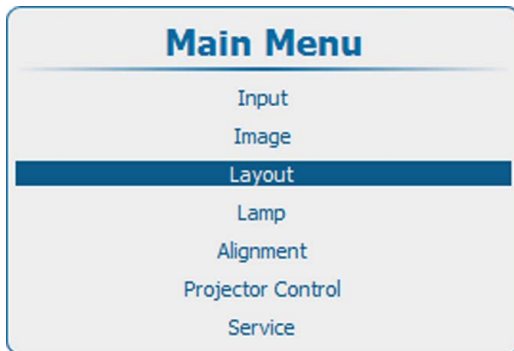 Main Menu
Input
Image
Layout
Lamp
Alignment
Projector Control
Service